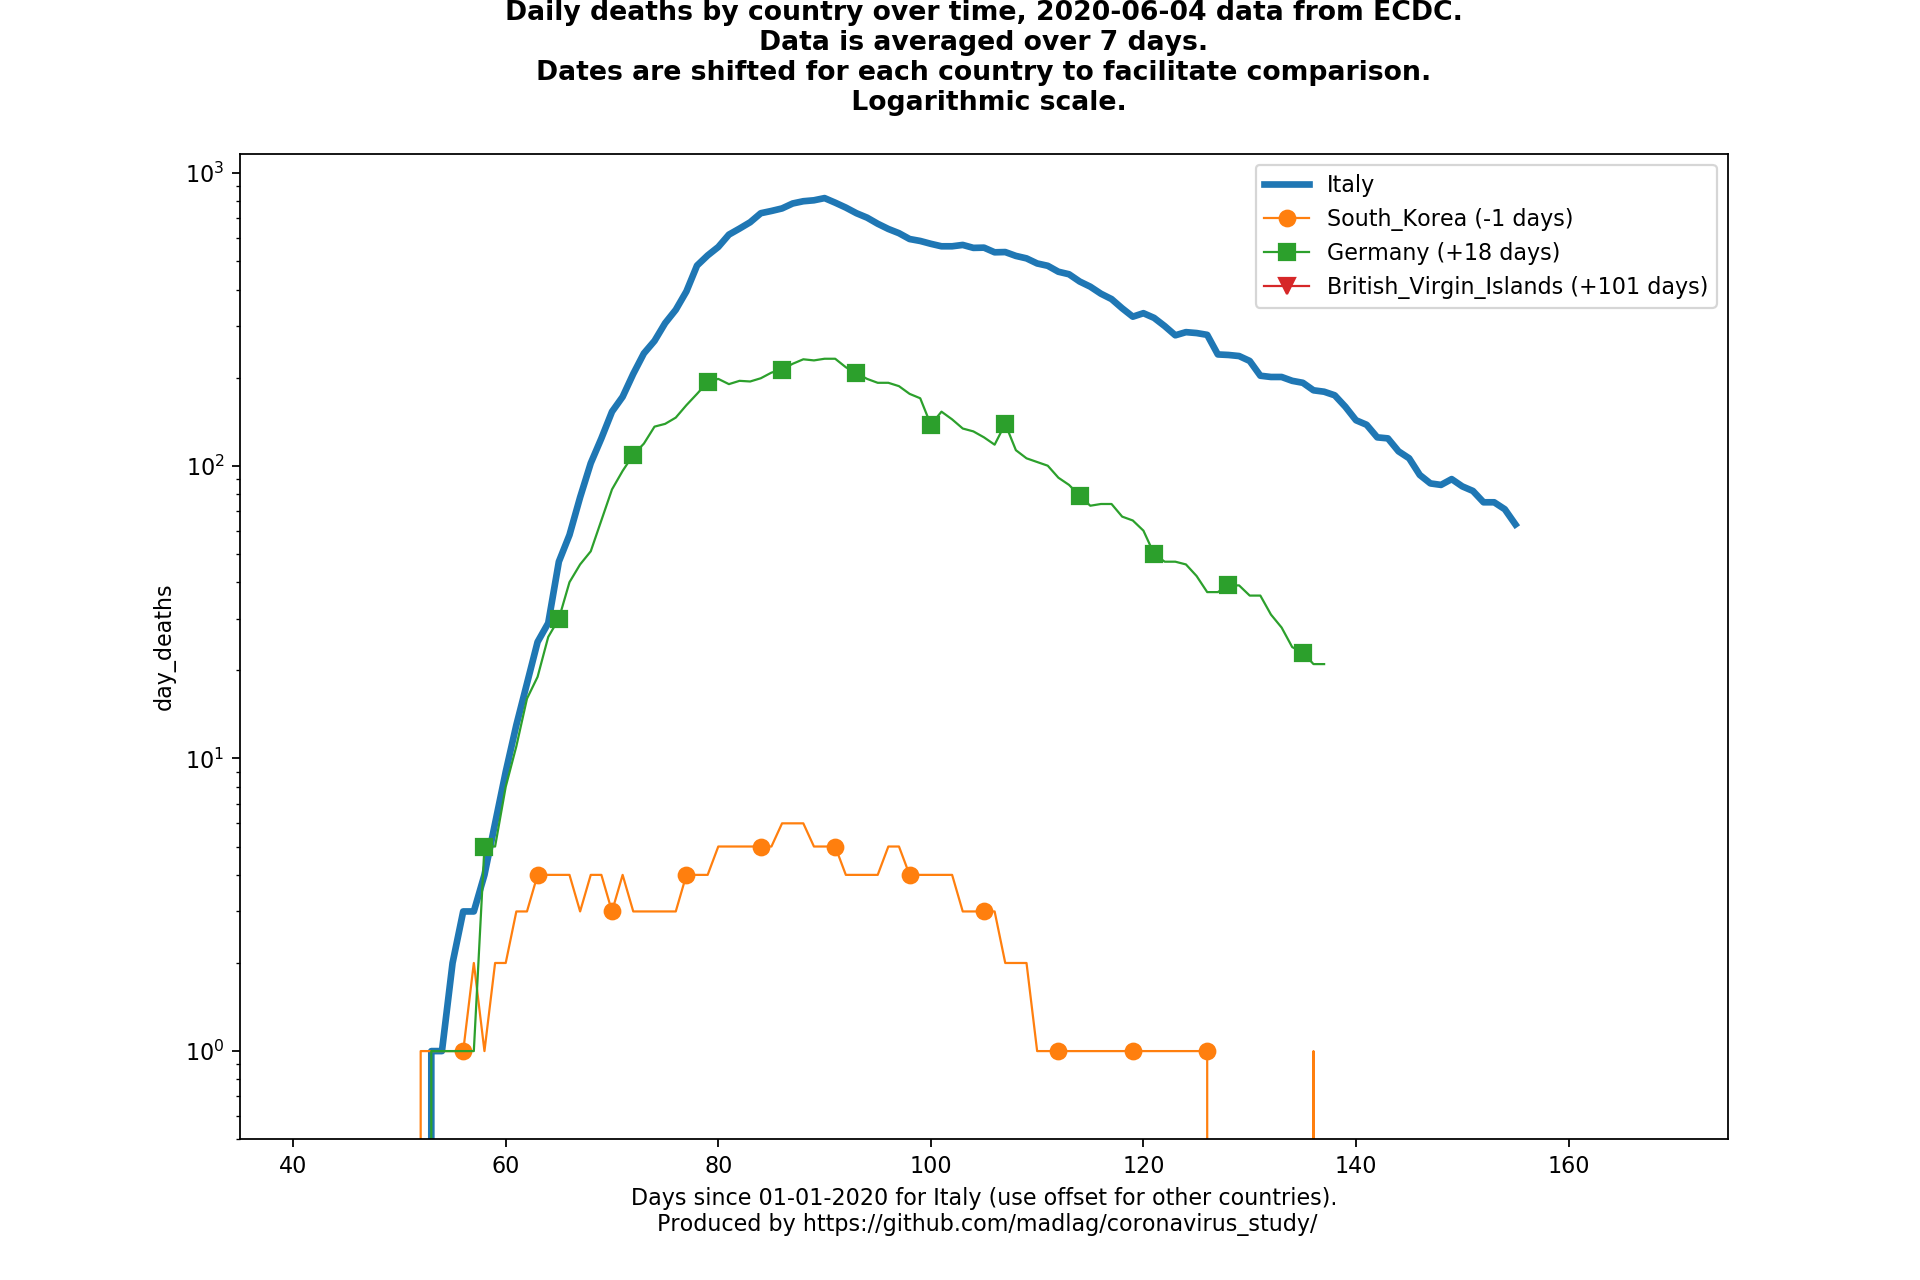 Daily deaths by country over time, 2020-06-04 data from ECDC.
Data is averaged over 7 days.
Dates are shifted for each country to facilitate comparison.
Logarithmic scale.
10³
10²
10¹
10⁰
day_deaths
Italy
South_Korea (-1 days)
Germany (+18 days)
British_Virgin_Islands (+101 days)
40 60 80 100 120 140 160
Days since 01-01-2020 for Italy (use offset for other countries).
Produced by https://github.com/madlag/coronavirus_study/